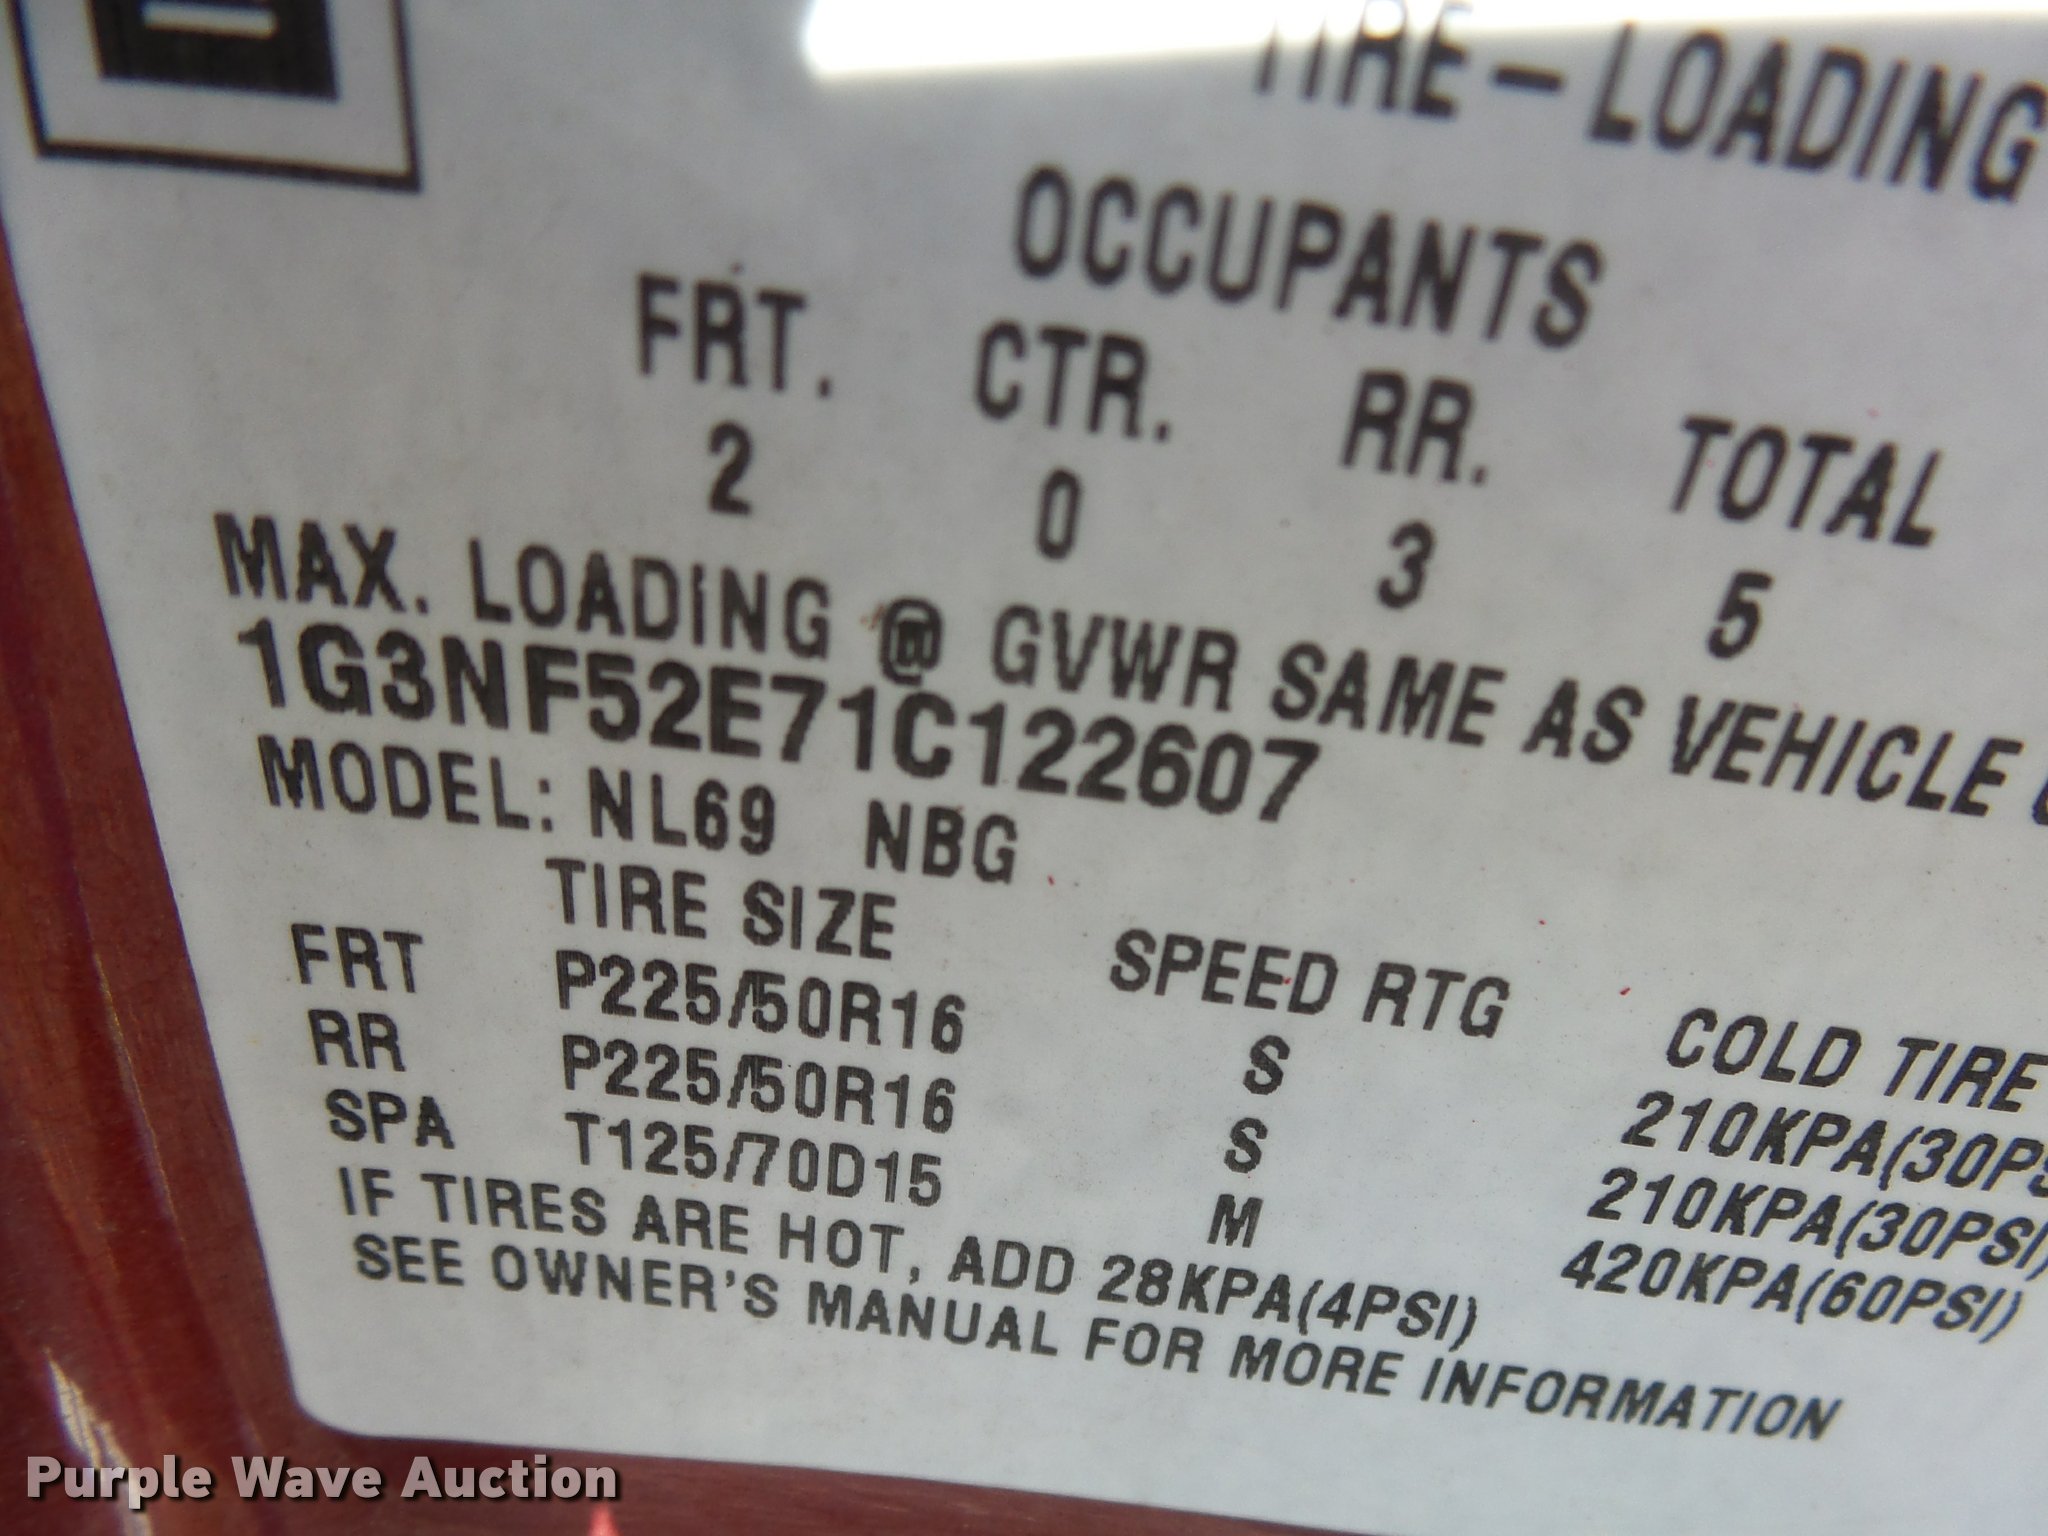 TIRE-LOADING
OCCUPANTS
FRT. CTR. RR. TOTAL
2 0 3 5
MAX. LOADING @ GVWR SAME AS VEHICLE
1G3NF52E71C122607
MODEL: NL69 NBG
TIRE SIZE SPEED RTG COLD TIRE
FRT P225/50R16 S 210KPA(30PS
RR P225/50R16 S 210KPA(30PSI)
SPA T125/70D15 M 420KPA(60PSI)
IF TIRES ARE HOT, ADD 28KPA(4PSI)
SEE OWNER'S MANUAL FOR MORE INFORMATION
Purple Wave Auction